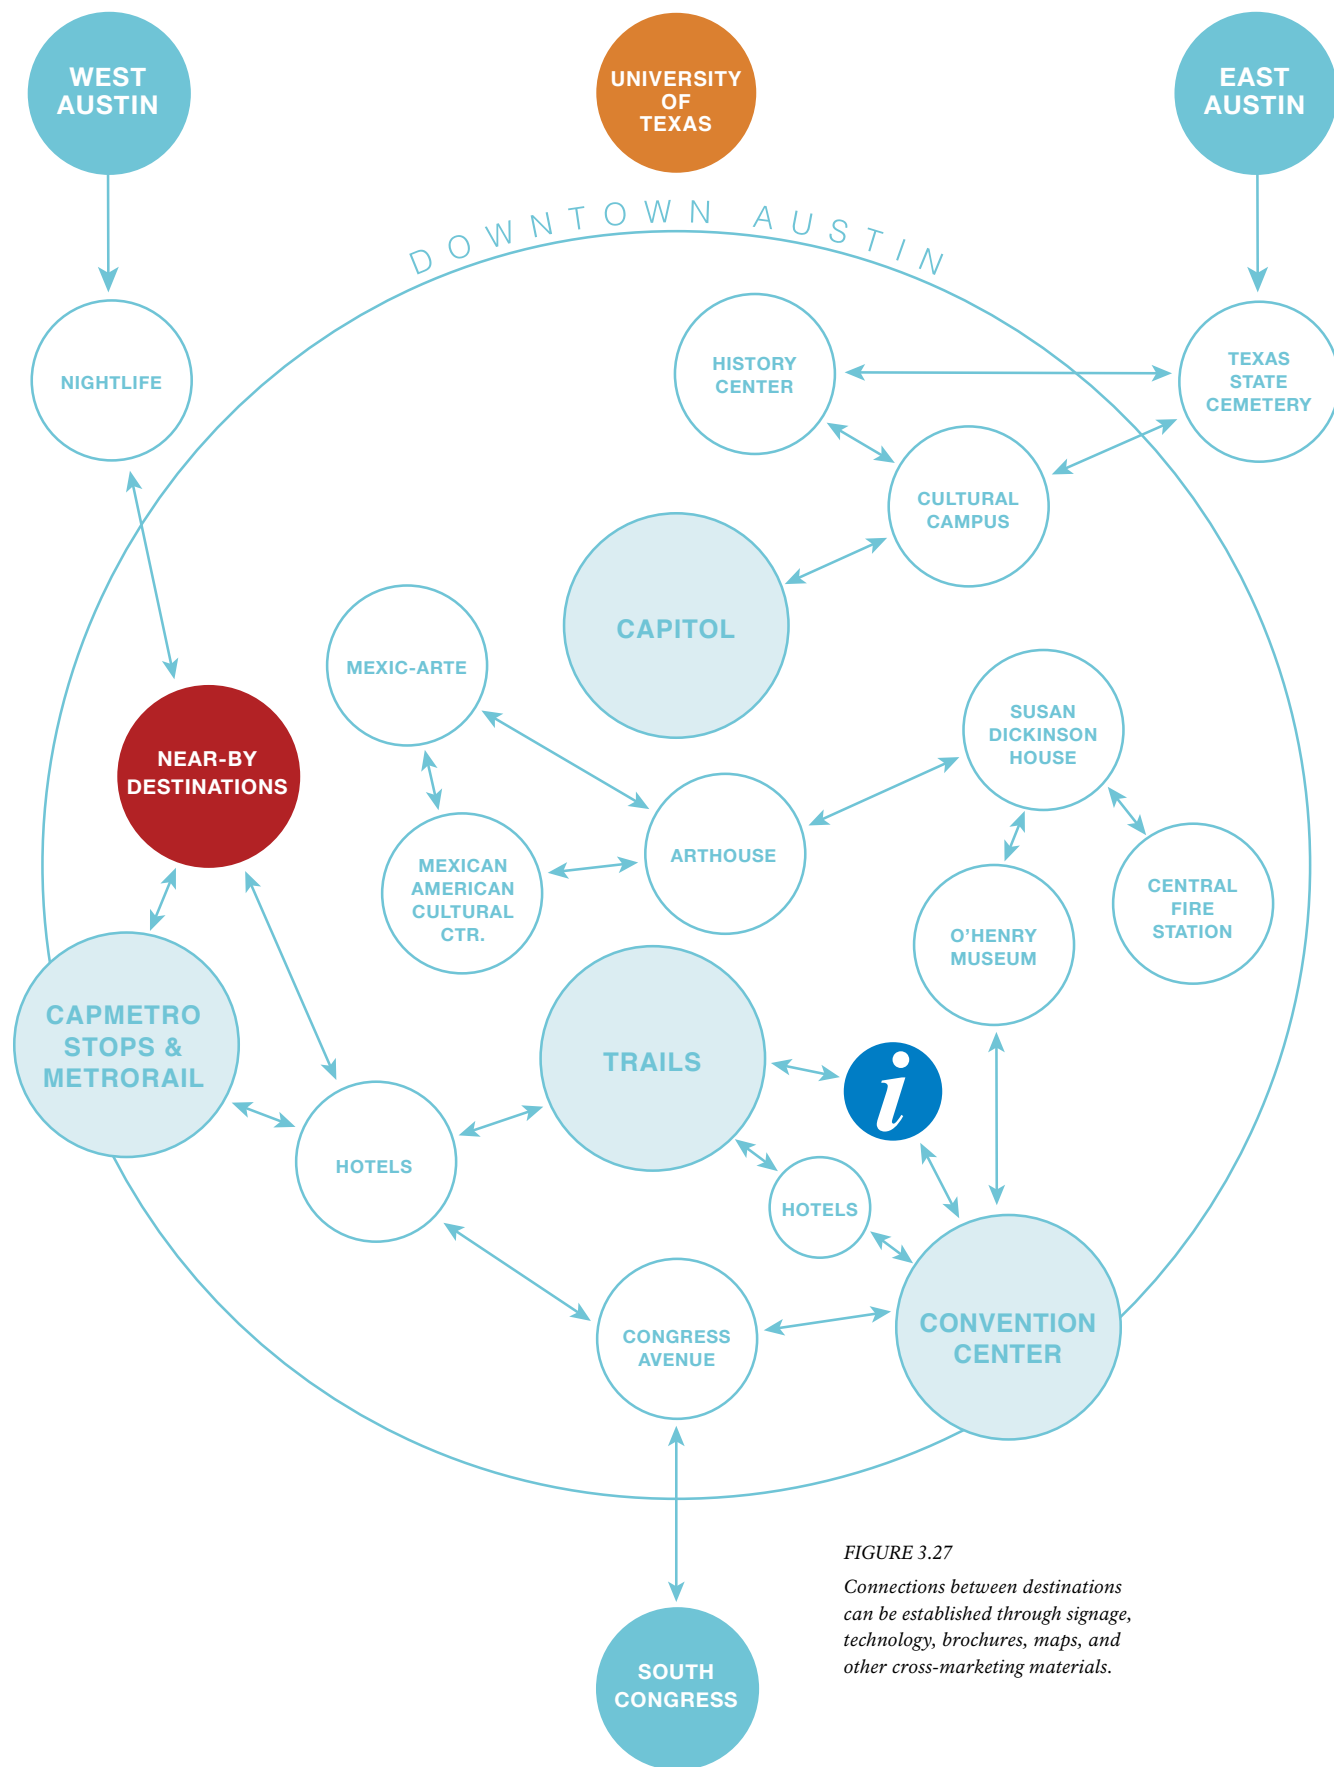 WEST
AUSTIN
UNIVERSITY
OF
TEXAS
EAST
AUSTIN
DOWNTOWN AUSTIN
NIGHTLIFE
HISTORY
CENTER
TEXAS
STATE
CEMETERY
CULTURAL
CAMPUS
CAPITOL
MEXIC-ARTE
SUSAN
DICKINSON
HOUSE
NEAR-BY
DESTINATIONS
ARTHOUSE
MEXICAN
AMERICAN
CULTURAL
CTR.
CENTRAL
FIRE
STATION
O'HENRY
MUSEUM
CAPMETRO
STOPS &
METRORAIL
TRAILS
i
HOTELS
HOTELS
CONGRESS
AVENUE
CONVENTION
CENTER
FIGURE 3.27
Connections between destinations
can be established through signage,
technology, brochures, maps, and
other cross-marketing materials.
SOUTH
CONGRESS